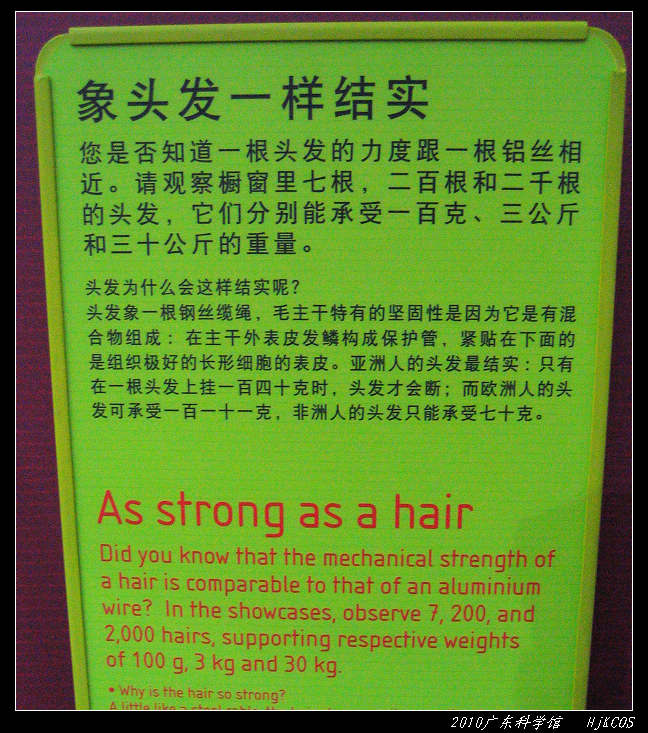 象头发一样结实
您是否知道一根头发的力度跟一根铝丝相
近。请观察橱窗里七根，二百根和二千根
的头发，它们分别能承受一百克、三公斤
和三十公斤的重量。
头发为什么会这样结实呢？
头发象一根钢丝缆绳，毛主干特有的坚固性是因为它是有混
合物组成：在主干外表皮发鳞构成保护管，紧贴在下面的
是组织极好的长形细胞的表皮。亚洲人的头发最结实：只有
在一根头发上挂一百四十克时，头发才会断；而欧洲人的头
发可承受一百一十一克，非洲人的头发只能承受七十克。
As strong as a hair
Did you know that the mechanical strength of
a hair is comparable to that of an aluminium
wire? In the showcases, observe 7, 200, and
2,000 hairs, supporting respective weights
of 100 g, 3 kg and 30 kg.
• Why is the hair so strong?
A little like a steel cable,
2010广东科学馆 HjKCOS